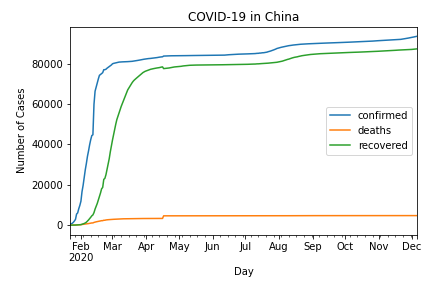 COVID-19 in China
Number of Cases
80000
60000
40000
20000
0
confirmed
deaths
recovered
Feb Mar Apr May Jun Jul Aug Sep Oct Nov Dec
2020
Day